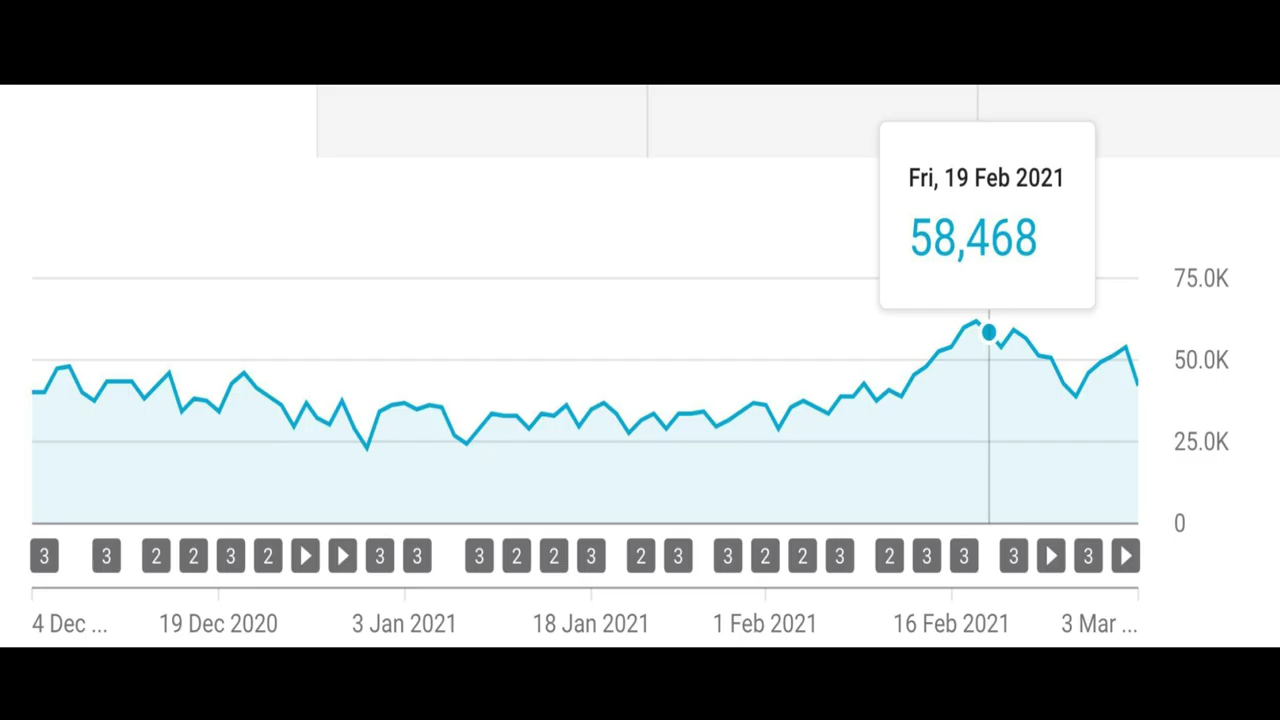 Fri, 19 Feb 2021
58,468
75.0K
50.0K
25.0K
0
3 3 2 2 3 2 3 3 3 2 2 3 2 3 3 2 2 3 2 3 3 3 3
4 Dec ... 19 Dec 2020 3 Jan 2021 18 Jan 2021 1 Feb 2021 16 Feb 2021 3 Mar ...